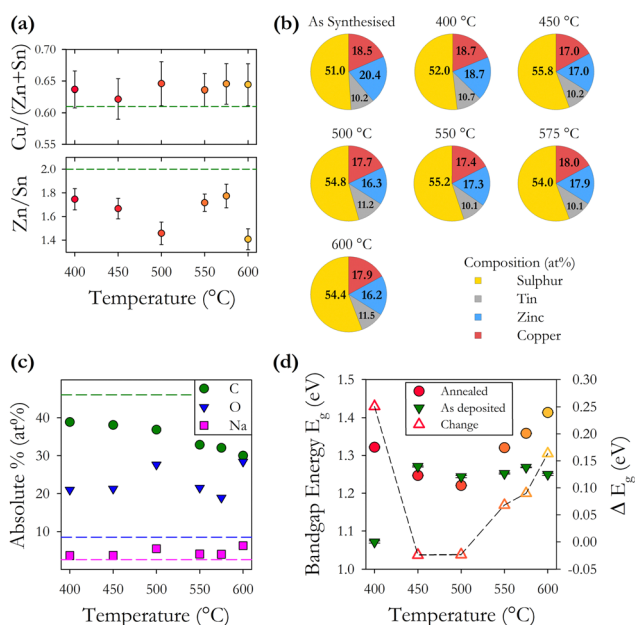 (a)
Cu/(Zn+Sn)
0.70
0.65
0.60
0.55
Zn/Sn
2.0
1.8
1.6
1.4
400 450 500 550 600
Temperature (°C)
(b)
As Synthesised
51.0 18.5 20.4 10.2
400 °C
52.0 18.7 18.7 10.7
450 °C
55.8 17.0 17.0 10.2
500 °C
54.8 17.7 16.3 11.2
550 °C
55.2 17.4 17.3 10.1
575 °C
54.0 18.0 17.9 10.1
600 °C
54.4 17.9 16.2 11.5
Composition (at%)
Sulphur
Tin
Zinc
Copper
(c)
Absolute % (at%)
40
30
20
10
C
O
Na
400 450 500 550 600
Temperature (°C)
(d)
Bandgap Energy Eg (eV)
1.5
1.4
1.3
1.2
1.1
1.0
Annealed
As deposited
Change
0.30
0.25
0.20
0.15
0.10
0.05
0.00
-0.05
Δ Eg (eV)
400 450 500 550 600
Temperature (°C)